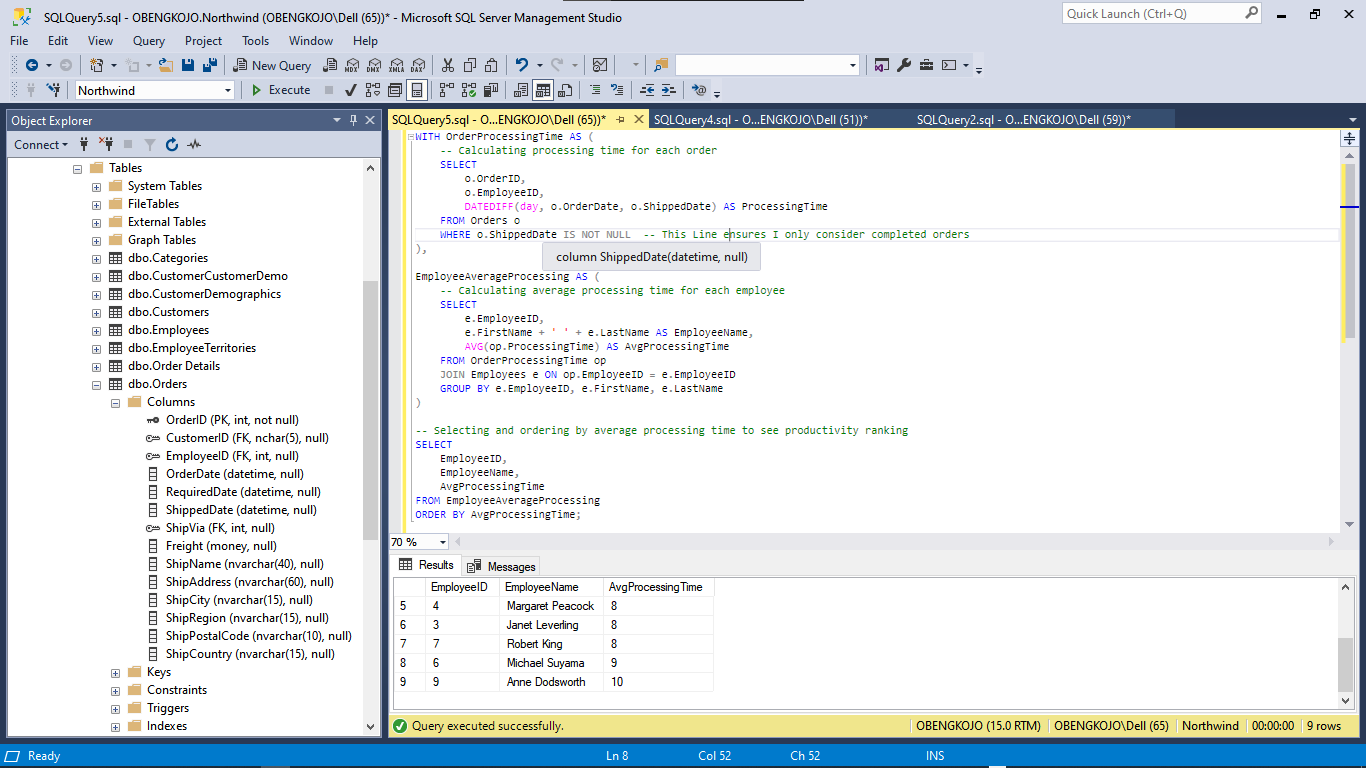 SQLQuery5.sql - OBENGKOJO.Northwind (OBENGKOJO\Dell (65))* - Microsoft SQL Server Management Studio
Quick Launch (Ctrl+Q)
File Edit View Query Project Tools Window Help
New Query MDX DMX XMLA DAX
Northwind Execute
Object Explorer
Connect
Tables
System Tables
FileTables
External Tables
Graph Tables
dbo.Categories
dbo.CustomerCustomerDemo
dbo.CustomerDemographics
dbo.Customers
dbo.Employees
dbo.EmployeeTerritories
dbo.Order Details
dbo.Orders
Columns
OrderID (PK, int, not null)
CustomerID (FK, nchar(5), null)
EmployeeID (FK, int, null)
OrderDate (datetime, null)
RequiredDate (datetime, null)
ShippedDate (datetime, null)
ShipVia (FK, int, null)
Freight (money, null)
ShipName (nvarchar(40), null)
ShipAddress (nvarchar(60), null)
ShipCity (nvarchar(15), null)
ShipRegion (nvarchar(15), null)
ShipPostalCode (nvarchar(10), null)
ShipCountry (nvarchar(15), null)
Keys
Constraints
Triggers
Indexes
SQLQuery5.sql - O...ENGKOJO\Dell (65))* SQLQuery4.sql - O...ENGKOJO\Dell (51))* SQLQuery2.sql - O...ENGKOJO\Dell (59))*
WITH OrderProcessingTime AS (
-- Calculating processing time for each order
SELECT
o.OrderID,
o.EmployeeID,
DATEDIFF(day, o.OrderDate, o.ShippedDate) AS ProcessingTime
FROM Orders o
WHERE o.ShippedDate IS NOT NULL -- This Line ensures I only consider completed orders
),
column ShippedDate(datetime, null)
EmployeeAverageProcessing AS (
-- Calculating average processing time for each employee
SELECT
e.EmployeeID,
e.FirstName + ' ' + e.LastName AS EmployeeName,
AVG(op.ProcessingTime) AS AvgProcessingTime
FROM OrderProcessingTime op
JOIN Employees e ON op.EmployeeID = e.EmployeeID
GROUP BY e.EmployeeID, e.FirstName, e.LastName
)
-- Selecting and ordering by average processing time to see productivity ranking
SELECT
EmployeeID,
EmployeeName,
AvgProcessingTime
FROM EmployeeAverageProcessing
ORDER BY AvgProcessingTime;
70 %
Results Messages
EmployeeID EmployeeName AvgProcessingTime
5 4 Margaret Peacock 8
6 3 Janet Leverling 8
7 7 Robert King 8
8 6 Michael Suyama 9
9 9 Anne Dodsworth 10
Query executed successfully. OBENGKOJO (15.0 RTM) OBENGKOJO\Dell (65) Northwind 00:00:00 9 rows
Ready Ln 8 Col 52 Ch 52 INS